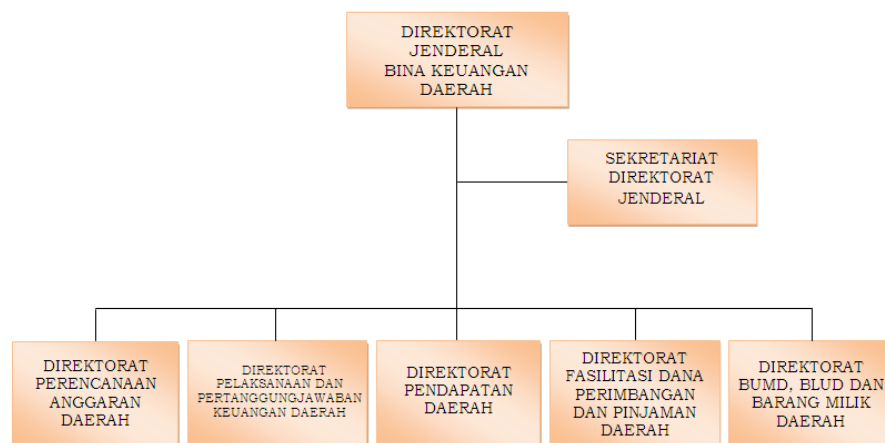 DIREKTORAT
JENDERAL
BINA KEUANGAN
DAERAH
SEKRETARIAT
DIREKTORAT
JENDERAL
DIREKTORAT
PERENCANAAN
ANGGARAN
DAERAH
DIREKTORAT
PELAKSANAAN DAN
PERTANGGUNGJAWABAN
KEUANGAN DAERAH
DIREKTORAT
PENDAPATAN
DAERAH
DIREKTORAT
FASILITASI DANA
PERIMBANGAN
DAN PINJAMAN
DAERAH
DIREKTORAT
BUMD, BLUD DAN
BARANG MILIK
DAERAH